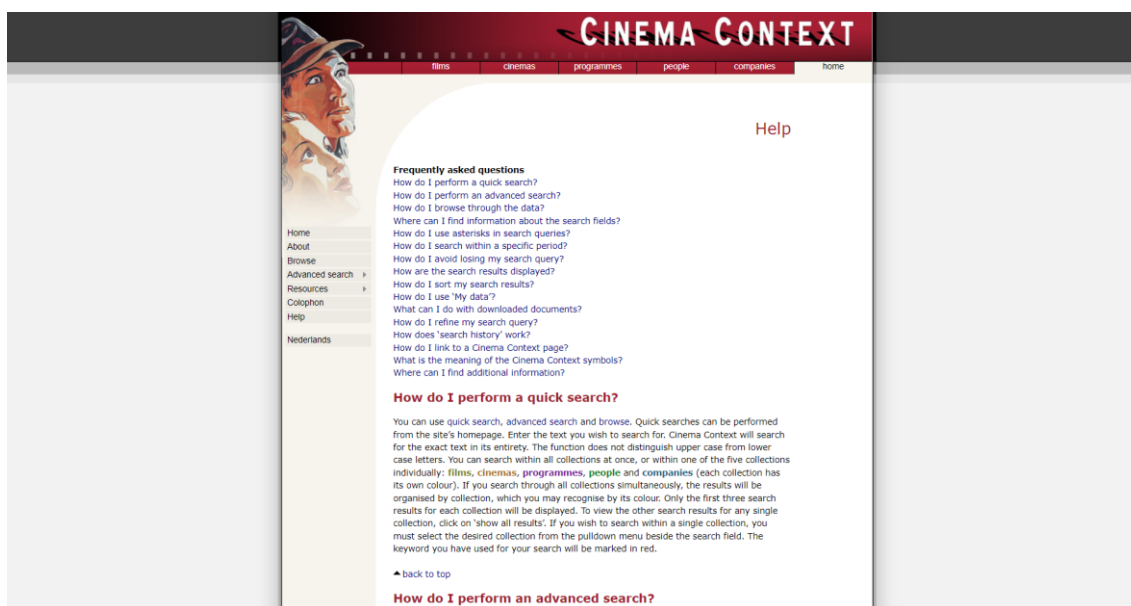 CINEMA CONTEXT
films cinemas programmes people companies home
Help
Frequently asked questions
How do I perform a quick search?
How do I perform an advanced search?
How do I browse through the data?
Where can I find information about the search fields?
How do I use asterisks in search queries?
How do I search within a specific period?
How do I avoid losing my search query?
How are the search results displayed?
How do I sort my search results?
How do I use ‘My data’?
What can I do with downloaded documents?
How do I refine my search query?
How does ‘search history’ work?
How do I link to a Cinema Context page?
What is the meaning of the Cinema Context symbols?
Where can I find additional information?
Home
About
Browse
Advanced search
Resources
Colophon
Help
Nederlands
How do I perform a quick search?
You can use quick search, advanced search and browse. Quick searches can be performed
from the site's homepage. Enter the text you wish to search for. Cinema Context will search
for the exact text in its entirety. The function does not distinguish upper case from lower
case letters. You can search within all collections at once, or within one of the five collections
individually: films, cinemas, programmes, people and companies (each collection has
its own colour). If you search through all collections simultaneously, the results will be
organised by collection, which you may recognise by its colour. Only the first three search
results for each collection will be displayed. To view the other search results for any single
collection, click on ‘show all results’. If you wish to search within a single collection, you
must select the desired collection from the pulldown menu beside the search field. The
keyword you have used for your search will be marked in red.
back to top
How do I perform an advanced search?